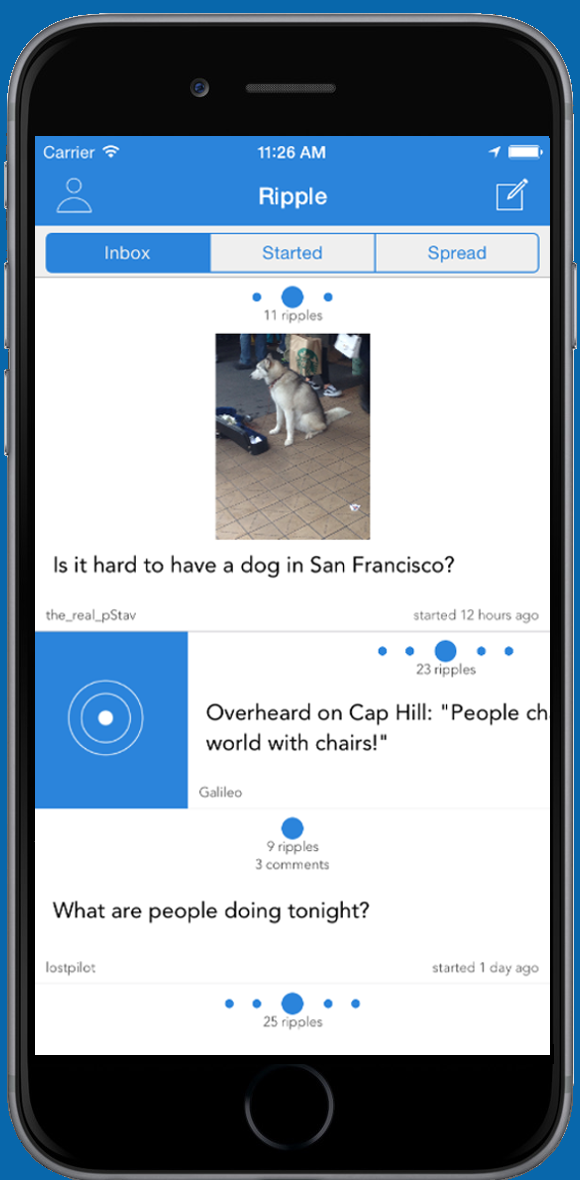 Carrier 11:26 AM
Ripple
Inbox Started Spread
11 ripples
Is it hard to have a dog in San Francisco?
the_real_pStav started 12 hours ago
23 ripples
Overheard on Cap Hill: "People ch
world with chairs!"
Galileo
9 ripples
3 comments
What are people doing tonight?
lostpilot started 1 day ago
25 ripples